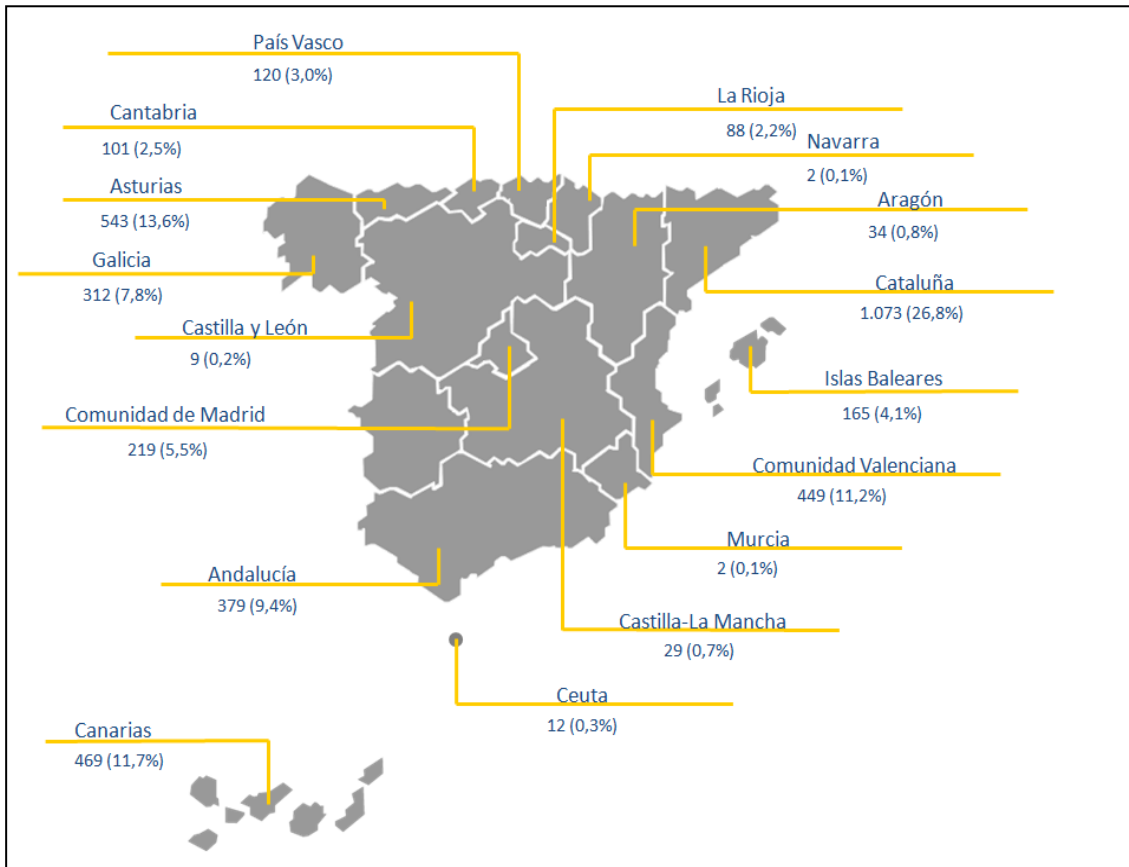 País Vasco
120 (3,0%)
La Rioja
88 (2,2%)
Cantabria
101 (2,5%)
Navarra
2 (0,1%)
Asturias
543 (13,6%)
Aragón
34 (0,8%)
Galicia
312 (7,8%)
Cataluña
1.073 (26,8%)
Castilla y León
9 (0,2%)
Islas Baleares
165 (4,1%)
Comunidad de Madrid
219 (5,5%)
Comunidad Valenciana
449 (11,2%)
Murcia
2 (0,1%)
Andalucía
379 (9,4%)
Castilla-La Mancha
29 (0,7%)
Ceuta
12 (0,3%)
Canarias
469 (11,7%)